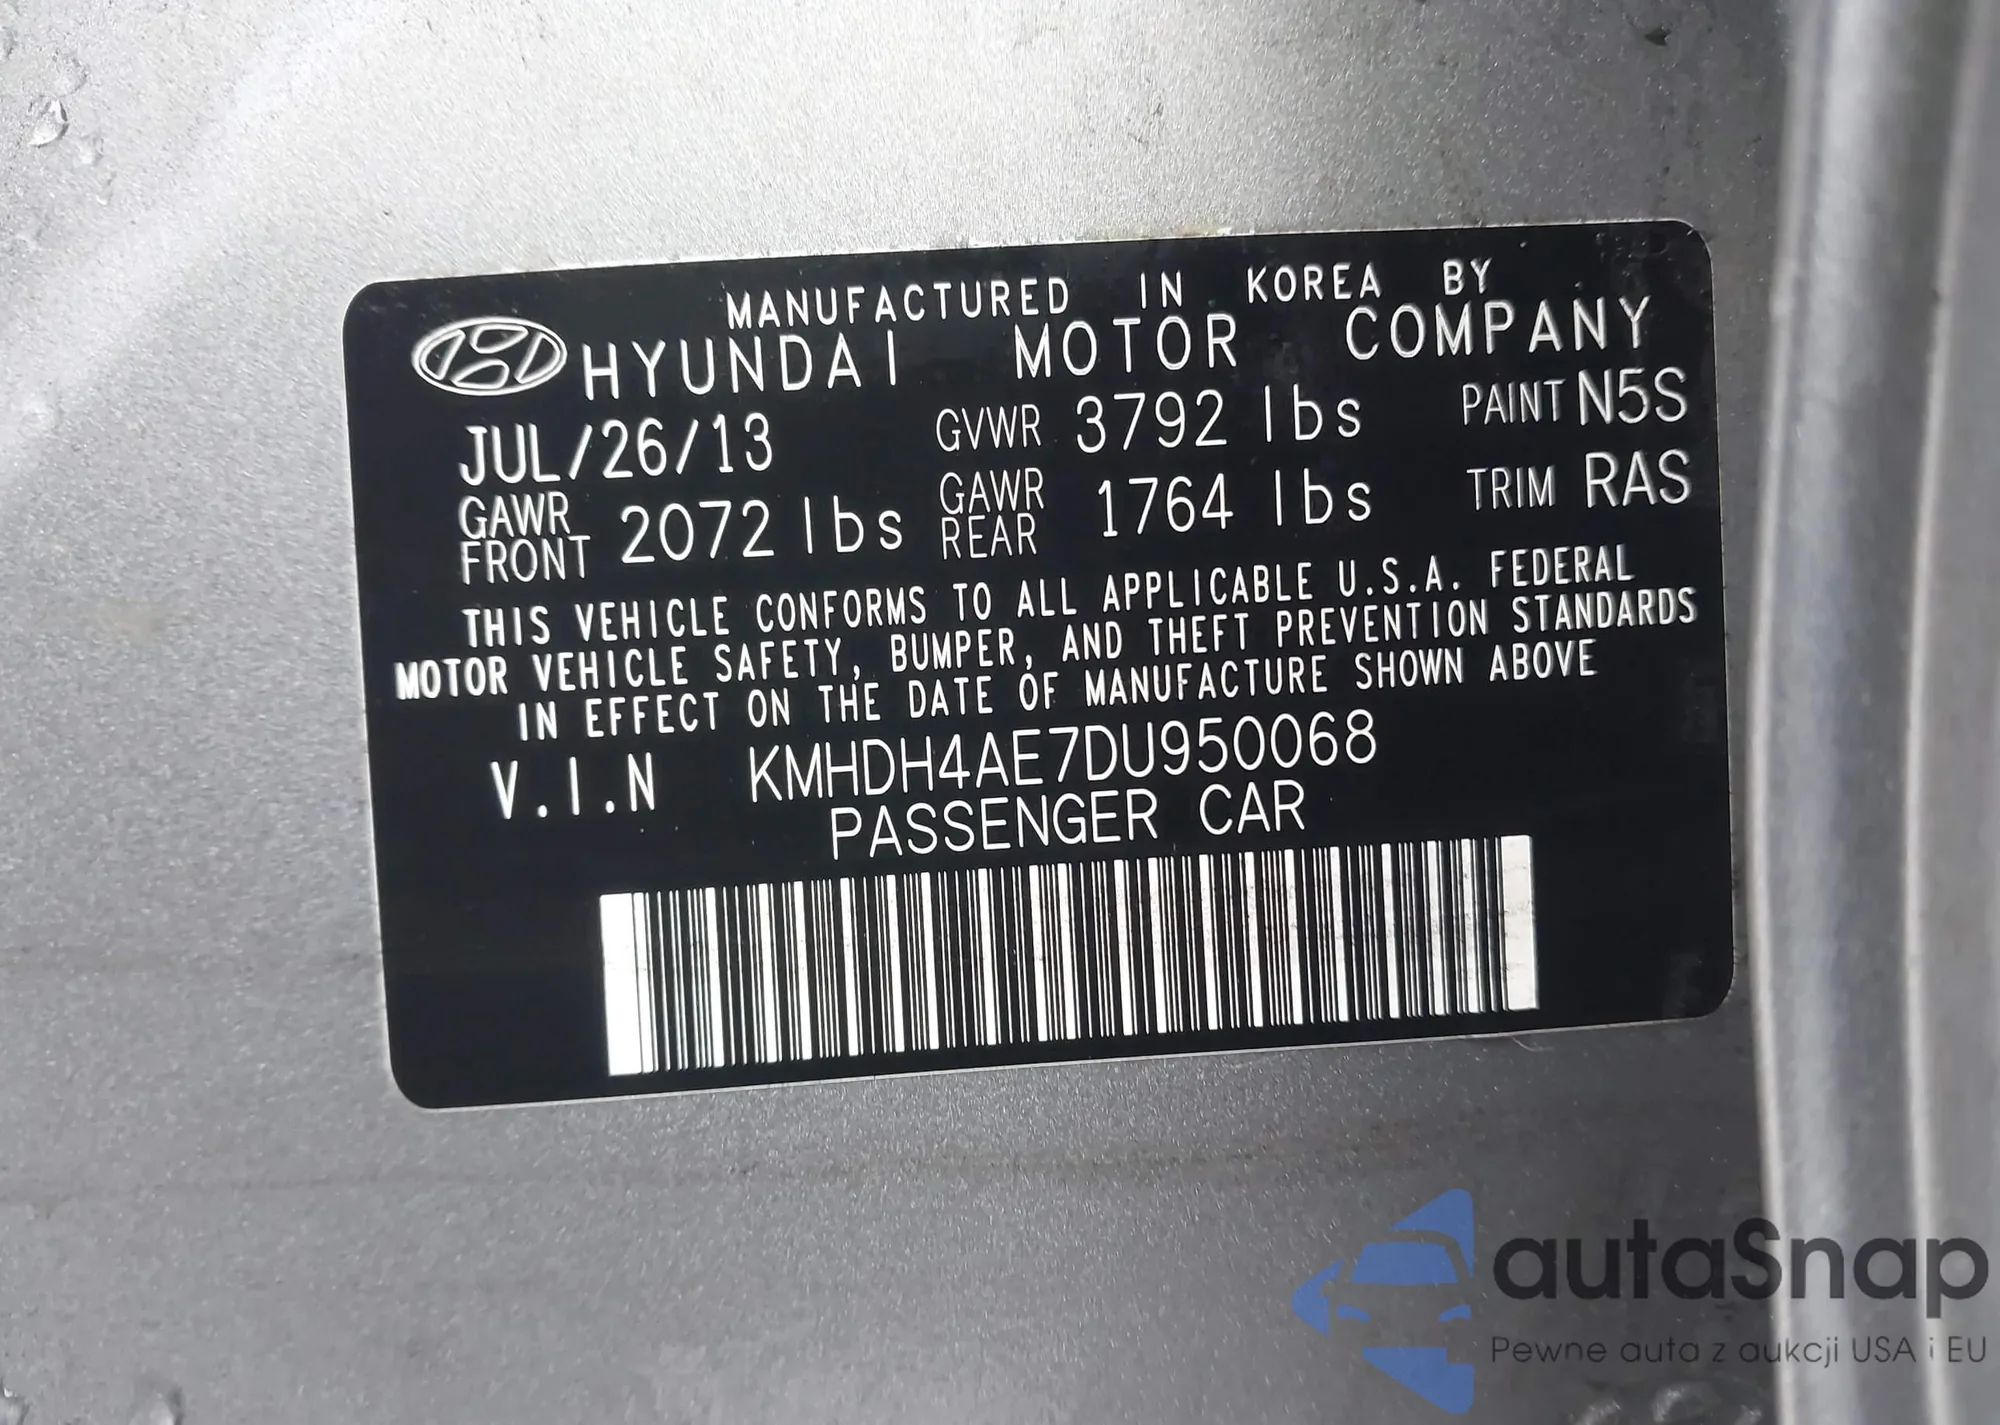 MANUFACTURED IN KOREA BY
HYUNDAI MOTOR COMPANY
JUL/26/13 GVWR 3792 lbs PAINT N5S
GAWR FRONT 2072 lbs GAWR REAR 1764 lbs TRIM RAS
THIS VEHICLE CONFORMS TO ALL APPLICABLE U.S.A. FEDERAL
MOTOR VEHICLE SAFETY, BUMPER, AND THEFT PREVENTION STANDARDS
IN EFFECT ON THE DATE OF MANUFACTURE SHOWN ABOVE
V.I.N KMHDH4AE7DU950068
PASSENGER CAR
autaSnap
Pewne auta z aukcji USA i EU